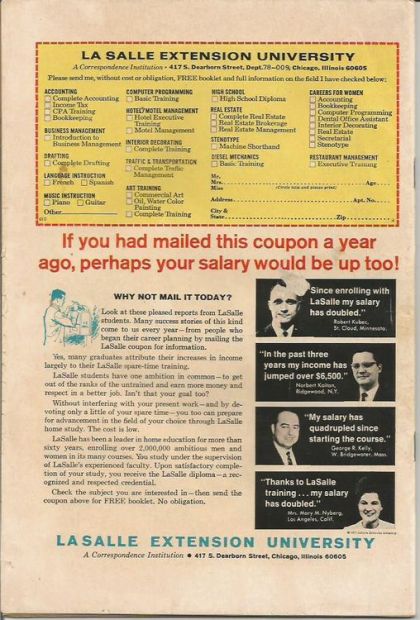 LA SALLE EXTENSION UNIVERSITY
A Correspondence Institution • 417 S. Dearborn Street, Dept. 78-009, Chicago, Illinois 60605
Please send me, without cost or obligation, FREE booklet and full information on the field I have checked below:
ACCOUNTING
Complete Accounting
Income Tax
CPA Training
Bookkeeping
BUSINESS MANAGEMENT
Introduction to
Business Management
DRAFTING
Complete Drafting
LANGUAGE INSTRUCTION
French Spanish
MUSIC INSTRUCTION
Piano Guitar
Other
COMPUTER PROGRAMMING
Basic Training
HOTEL/MOTEL MANAGEMENT
Hotel Executive
Training
Motel Management
INTERIOR DECORATING
Complete Training
TRAFFIC & TRANSPORTATION
Complete Traffic
Management
ART TRAINING
Commercial Art
Oil, Water Color
Painting
Complete Training
HIGH SCHOOL
High School Diploma
REAL ESTATE
Complete Real Estate
Real Estate Brokerage
Real Estate Management
STENOTYPE
Machine Shorthand
DIESEL MECHANICS
Basic Training
CAREERS FOR WOMEN
Accounting
Bookkeeping
Computer Programming
Dental Office Assistant
Interior Decorating
Real Estate
Secretarial
Stenotype
RESTAURANT MANAGEMENT
Executive Training
Mr.
Mrs. Age
Miss (Circle title and please print)
Address Apt. No.
City &
State Zip
If you had mailed this coupon a year
ago, perhaps your salary would be up too!
WHY NOT MAIL IT TODAY?
Look at these pleased reports from LaSalle
students. Many success stories of this kind
come to us every year—from people who
began their career planning by mailing the
LaSalle coupon for information.
Yes, many graduates attribute their increases in income
largely to their LaSalle spare-time training.
LaSalle students have one ambition in common—to get
out of the ranks of the untrained and earn more money and
respect in a better job. Isn't that your goal too?
Without interfering with your present work—and by de-
voting only a little of your spare time—you too can prepare
for advancement in the field of your choice through LaSalle
home study. The cost is low.
LaSalle has been a leader in home education for more than
sixty years, enrolling over 2,000,000 ambitious men and
women in its many courses. You study under the supervision
of LaSalle's experienced faculty. Upon satisfactory comple-
tion of your study, you receive the LaSalle diploma—a rec-
ognized and respected credential.
Check the subject you are interested in—then send the
coupon above for FREE booklet. No obligation.
"Since enrolling with
LaSalle my salary
has doubled."
Robert Kubec,
St. Cloud, Minnesota.
"In the past three
years my income has
jumped over $6,500."
Norbert Kailan,
Ridgewood, N.Y.
"My salary has
quadrupled since
starting the course."
George R. Kelly,
W. Bridgewater, Mass.
"Thanks to LaSalle
training . . . my salary
has doubled."
Mrs. Mary M. Nyberg,
Los Angeles, Calif.
LA SALLE EXTENSION UNIVERSITY
A Correspondence Institution • 417 S. Dearborn Street, Chicago, Illinois 60605